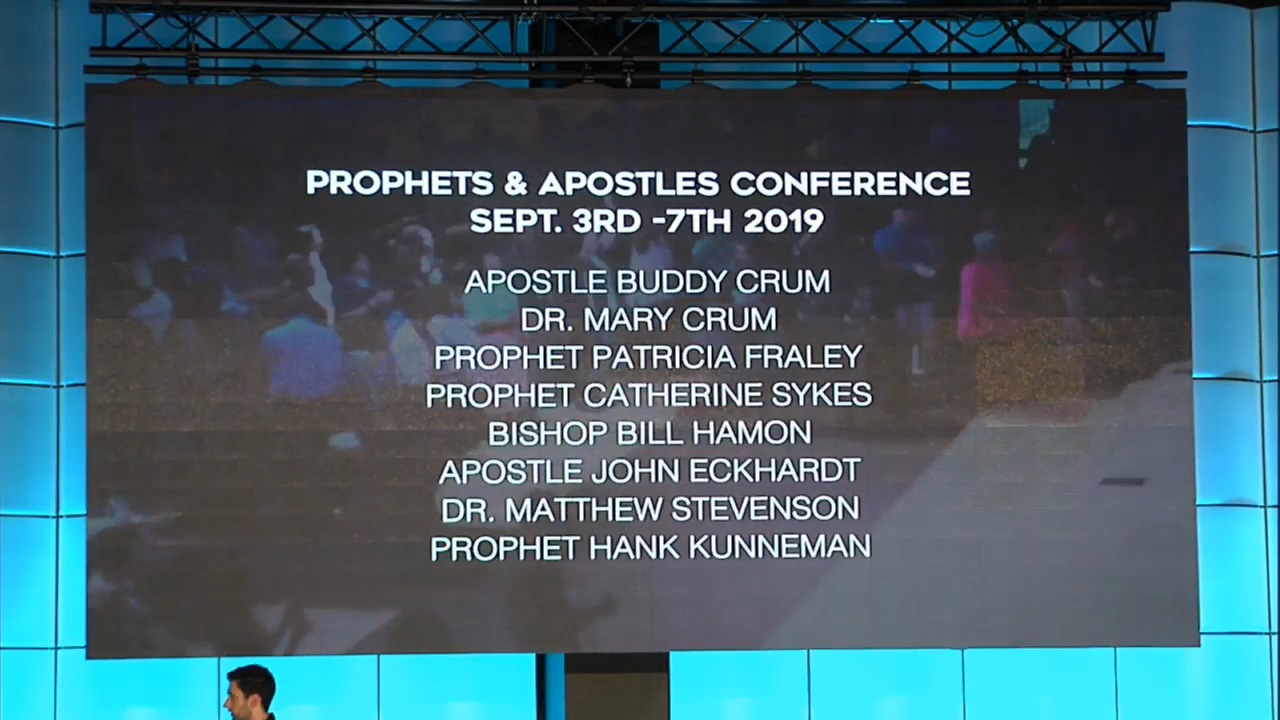 PROPHETS & APOSTLES CONFERENCE
SEPT. 3RD -7TH 2019
APOSTLE BUDDY CRUM
DR. MARY CRUM
PROPHET PATRICIA FRALEY
PROPHET CATHERINE SYKES
BISHOP BILL HAMON
APOSTLE JOHN ECKHARDT
DR. MATTHEW STEVENSON
PROPHET HANK KUNNEMAN